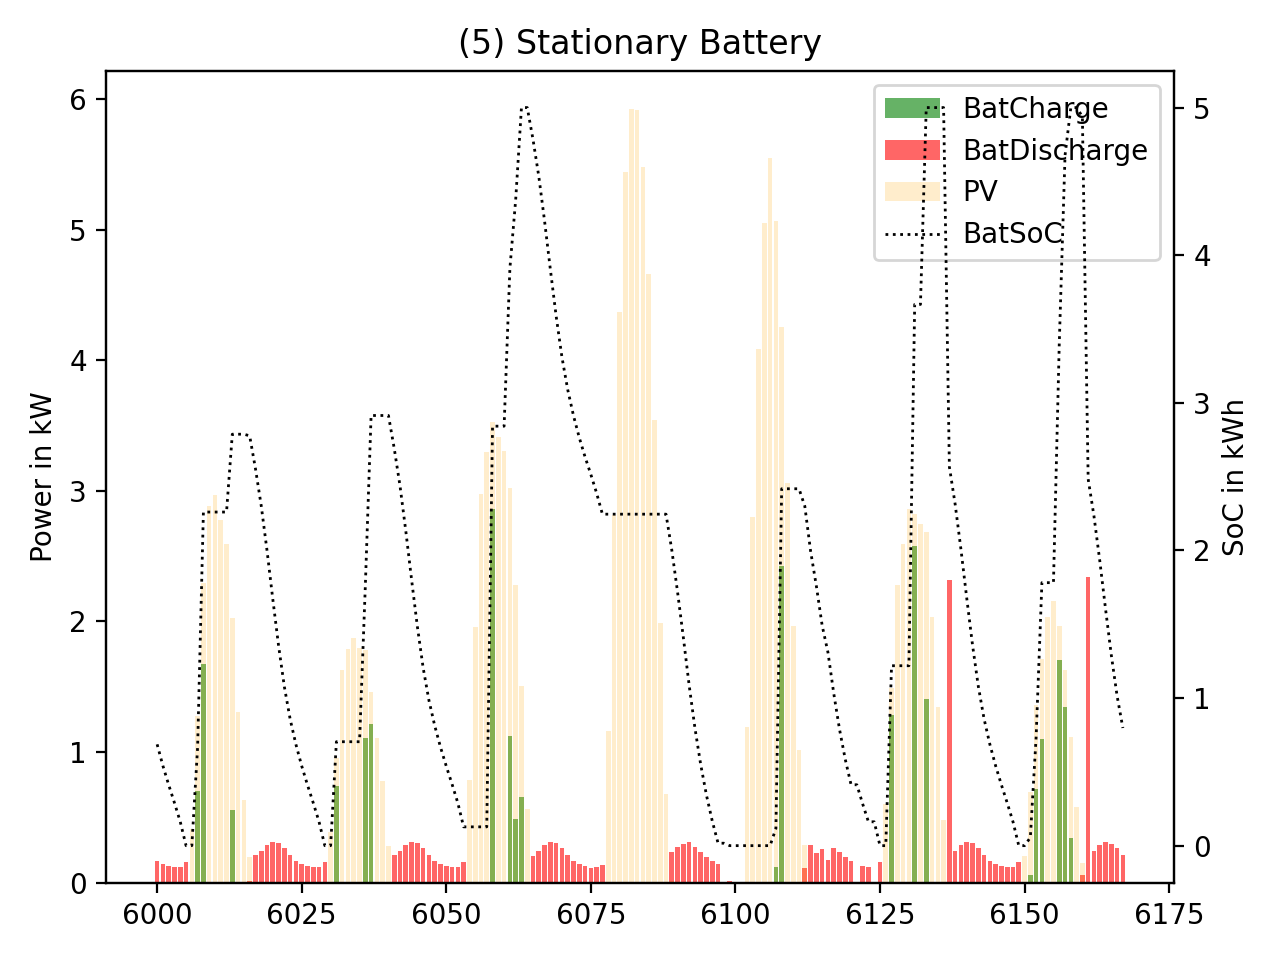 (5) Stationary Battery
Power in kW
6
5
4
3
2
1
0
BatCharge
BatDischarge
PV
BatSoC
5
4
3
2
1
0
SoC in kWh
6000 6025 6050 6075 6100 6125 6150 6175